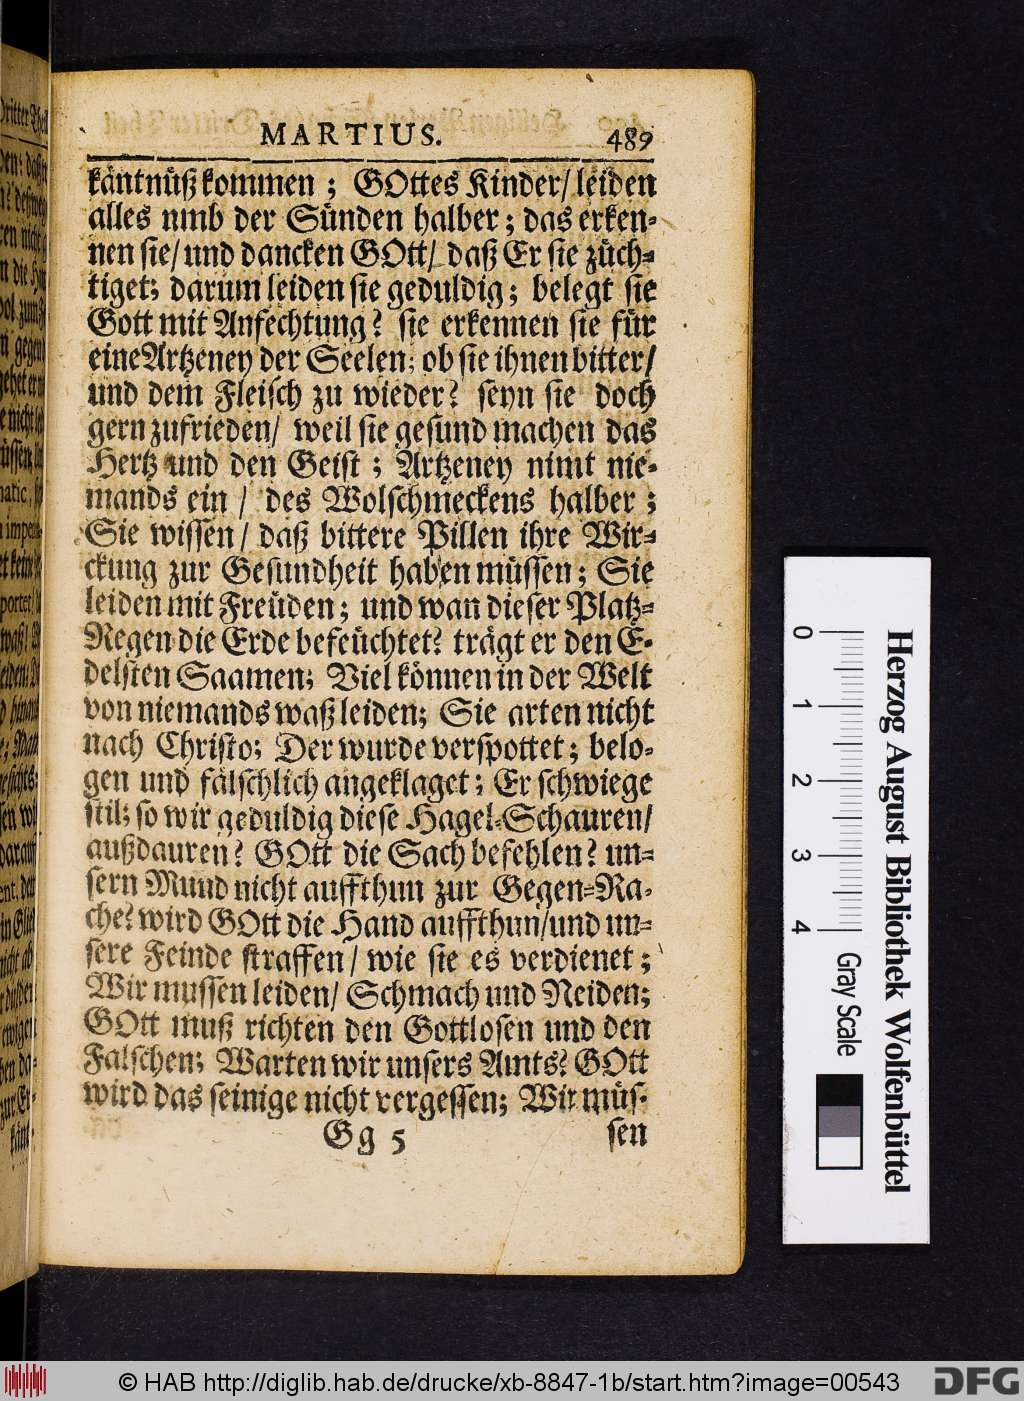 MARTIUS. 489
käntnüß kommen ; GOttes Kinder/ leiden
alles umb der Sünden halber ; das erken-
nen sie/ und dancken GOtt/ daß Er sie züch-
tiget; darum leiden sie geduldig ; belegt sie
Gott mit Anfechtung? sie erkennen sie für
eine Artzeney der Seelen; ob sie ihnen bitter/
und dem Fleisch zu wieder? seyn sie doch
gern zufrieden/ weil sie gesund machen das
Hertz und den Geist ; Artzeney nimt nie-
mands ein / des Wolschmeckens halber ;
Sie wissen/ daß bittere Pillen ihre Wir-
ckung zur Gesundheit haben müssen; Sie
leiden mit Freüden ; und wan dieser Platz-
Regen die Erde befeüchtet? trägt er den E-
delsten Saamen; Viel können in der Welt
von niemands waß leiden; Sie arten nicht
nach Christo; Der wurde verspottet ; belo-
gen und fälschlich angeklaget ; Er schwiege
stil; so wir geduldig diese Hagel-Schauren/
außdauren? GOtt die Sach befehlen? un-
sern Mund nicht auffthun zur Gegen-Ra-
che? wird GOtt die Hand auffthun/ und un-
sere Feinde straffen/ wie sie es verdienet ;
Wir mussen leiden/ Schmach und Neiden;
GOtt muß richten den Gottlosen und den
Falschen; Warten wir unsers Amts? GOtt
wird das seinige nicht vergessen; Wir müs-
Gg 5 sen
0 1 2 3 4 Gray Scale
Herzog August Bibliothek Wolfenbüttel
© HAB http://diglib.hab.de/drucke/xb-8847-1b/start.htm?image=00543
DFG